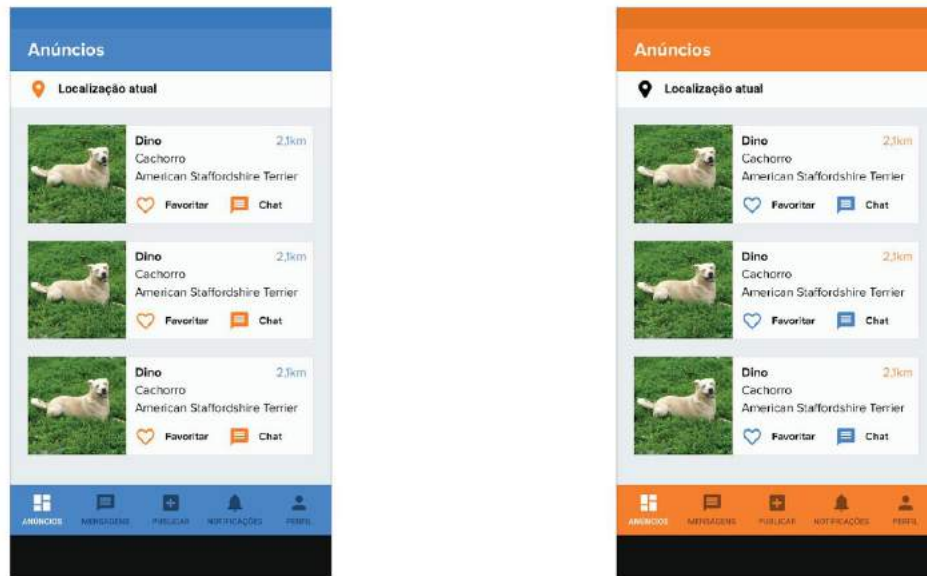 Anúncios
Localização atual
Dino 2,1km
Cachorro
American Staffordshire Terrier
Favoritar Chat
Dino 2,1km
Cachorro
American Staffordshire Terrier
Favoritar Chat
Dino 2,1km
Cachorro
American Staffordshire Terrier
Favoritar Chat
ANÚNCIOS MENSAGENS PUBLICAR NOTIFICAÇÕES PERFIL
Anúncios
Localização atual
Dino 2,1km
Cachorro
American Staffordshire Terrier
Favoritar Chat
Dino 2,1km
Cachorro
American Staffordshire Terrier
Favoritar Chat
Dino 2,1km
Cachorro
American Staffordshire Terrier
Favoritar Chat
ANÚNCIOS MENSAGENS PUBLICAR NOTIFICAÇÕES PERFIL